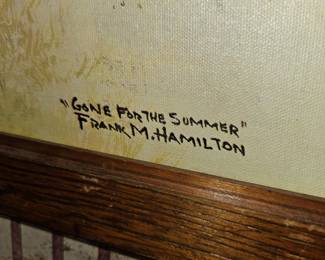 "GONE FOR THE SUMMER"
FRANK M. HAMILTON